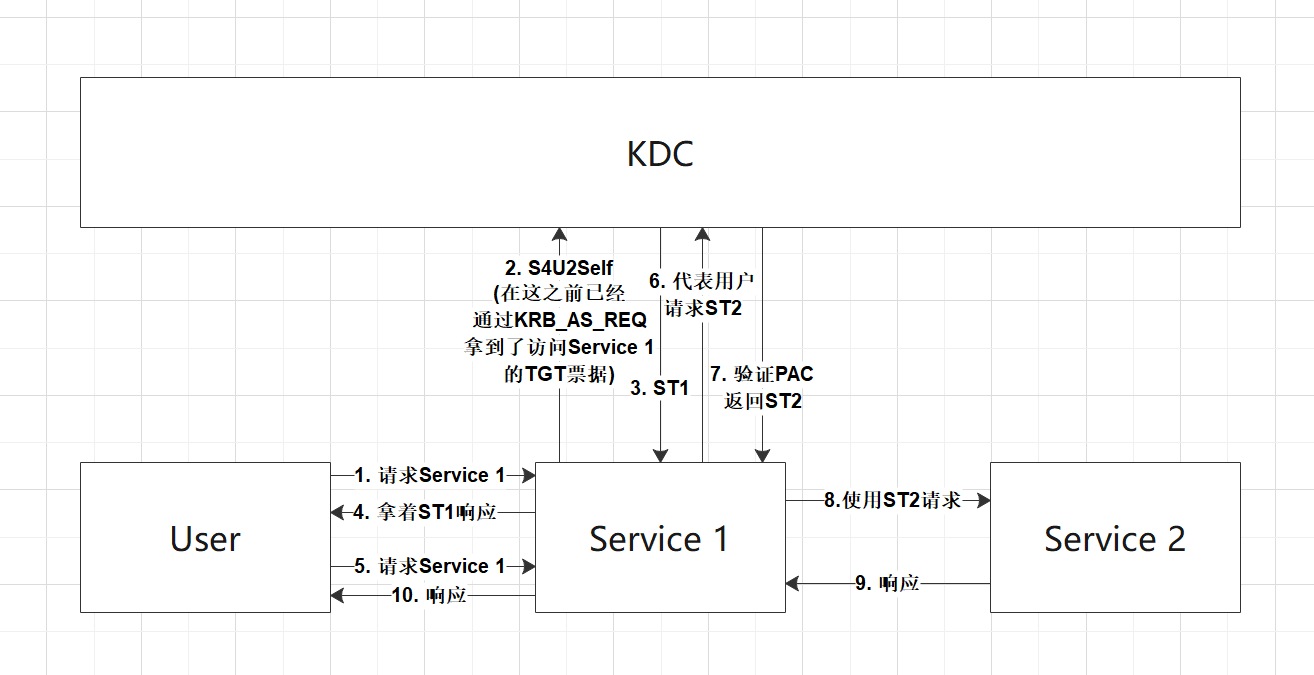 KDC
2. S4U2Self
(在这之前已经
通过KRB_AS_REQ
拿到了访问Service 1
的TGT票据)
3. ST1
6. 代表用户
请求ST2
7. 验证PAC
返回ST2
1. 请求Service 1
4. 拿着ST1响应
5. 请求Service 1
10. 响应
User
Service 1
8.使用ST2请求
9. 响应
Service 2